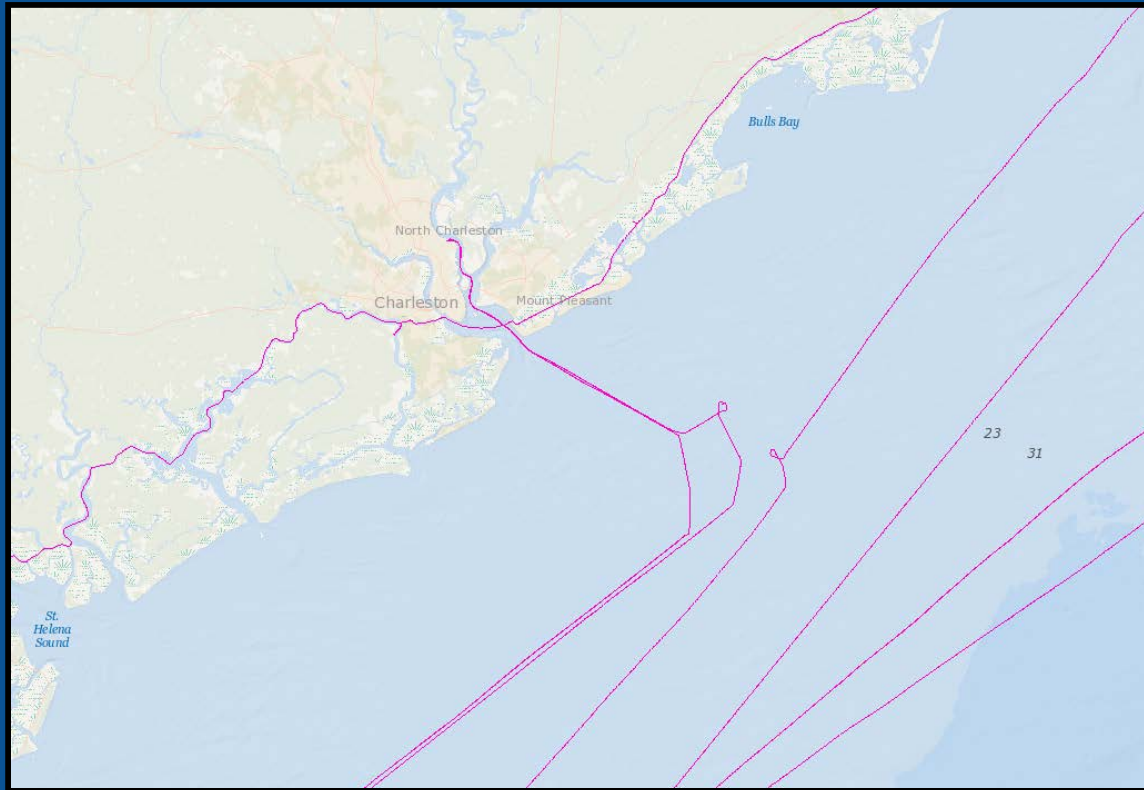 Bulls Bay
North Charleston
Charleston
Mount Pleasant
23
31
St.
Helena
Sound